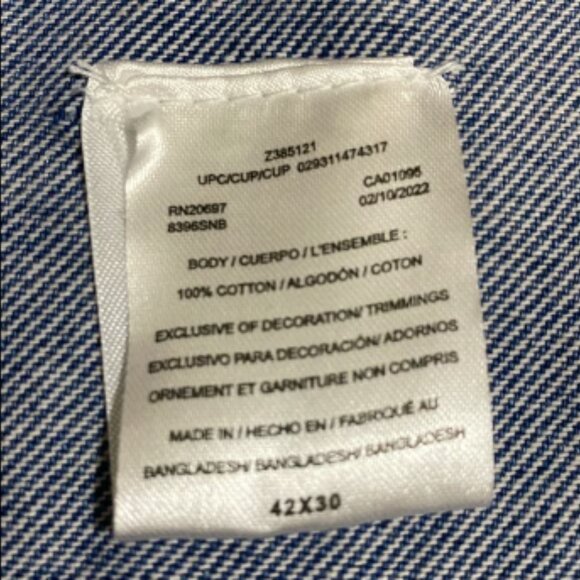 Z385121
UPC/CUP/CUP 029311474317
RN20697 CA01096
8396SNB 02/10/2022
BODY / CUERPO / L'ENSEMBLE :
100% COTTON / ALGODÓN / COTON
EXCLUSIVE OF DECORATION/ TRIMMINGS
EXCLUSIVO PARA DECORACIÓN/ ADORNOS
ORNEMENT ET GARNITURE NON COMPRIS
MADE IN / HECHO EN / FABRIQUÉ AU
BANGLADESH/ BANGLADESH/ BANGLADESH
42X30